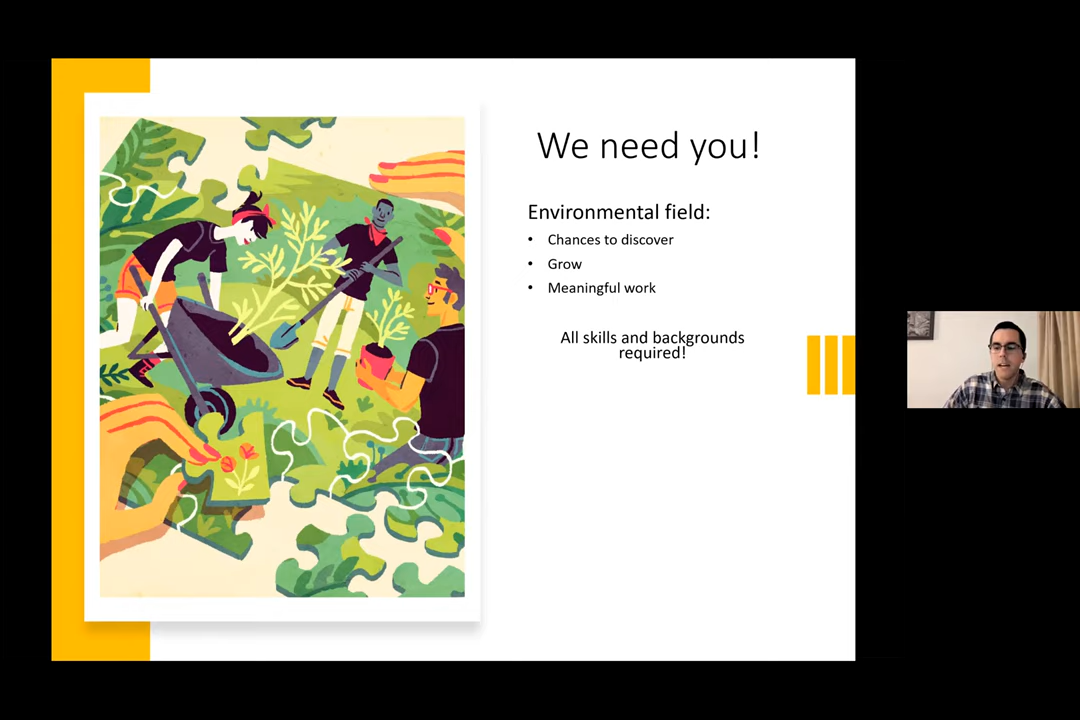 We need you!
Environmental field:
• Chances to discover
• Grow
• Meaningful work
All skills and backgrounds
required!